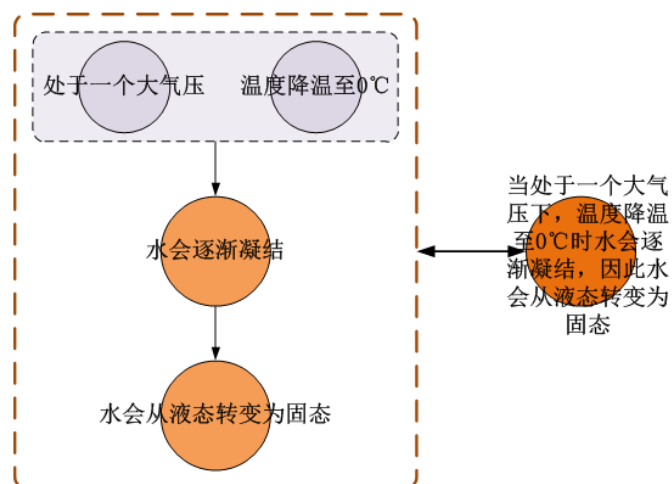 处于一个大气压
温度降温至0℃
水会逐渐凝结
水会从液态转变为固态
当处于一个大气
压下，温度降温
至0℃时水会逐
渐凝结，因此水
会从液态转变为
固态